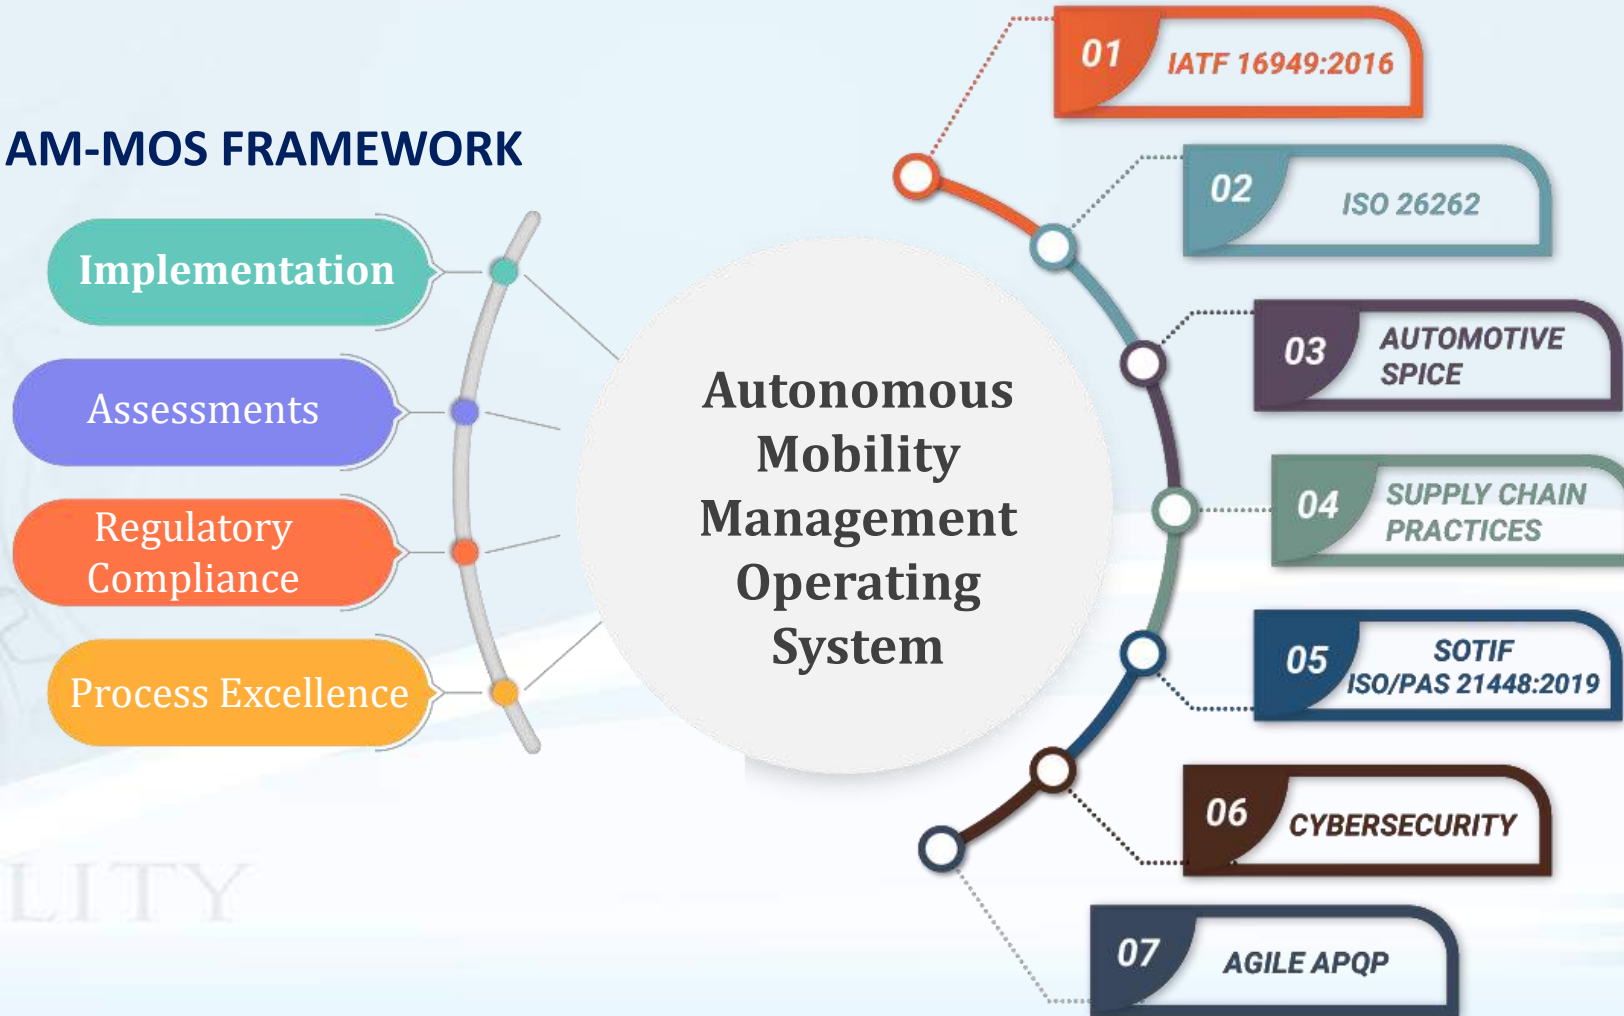 AM-MOS FRAMEWORK
Implementation
Assessments
Regulatory
Compliance
Process Excellence
Autonomous
Mobility
Management
Operating
System
01
IATF 16949:2016
02
ISO 26262
03
AUTOMOTIVE
SPICE
04
SUPPLY CHAIN
PRACTICES
05
SOTIF
ISO/PAS 21448:2019
06
CYBERSECURITY
07
AGILE APQP
LITY